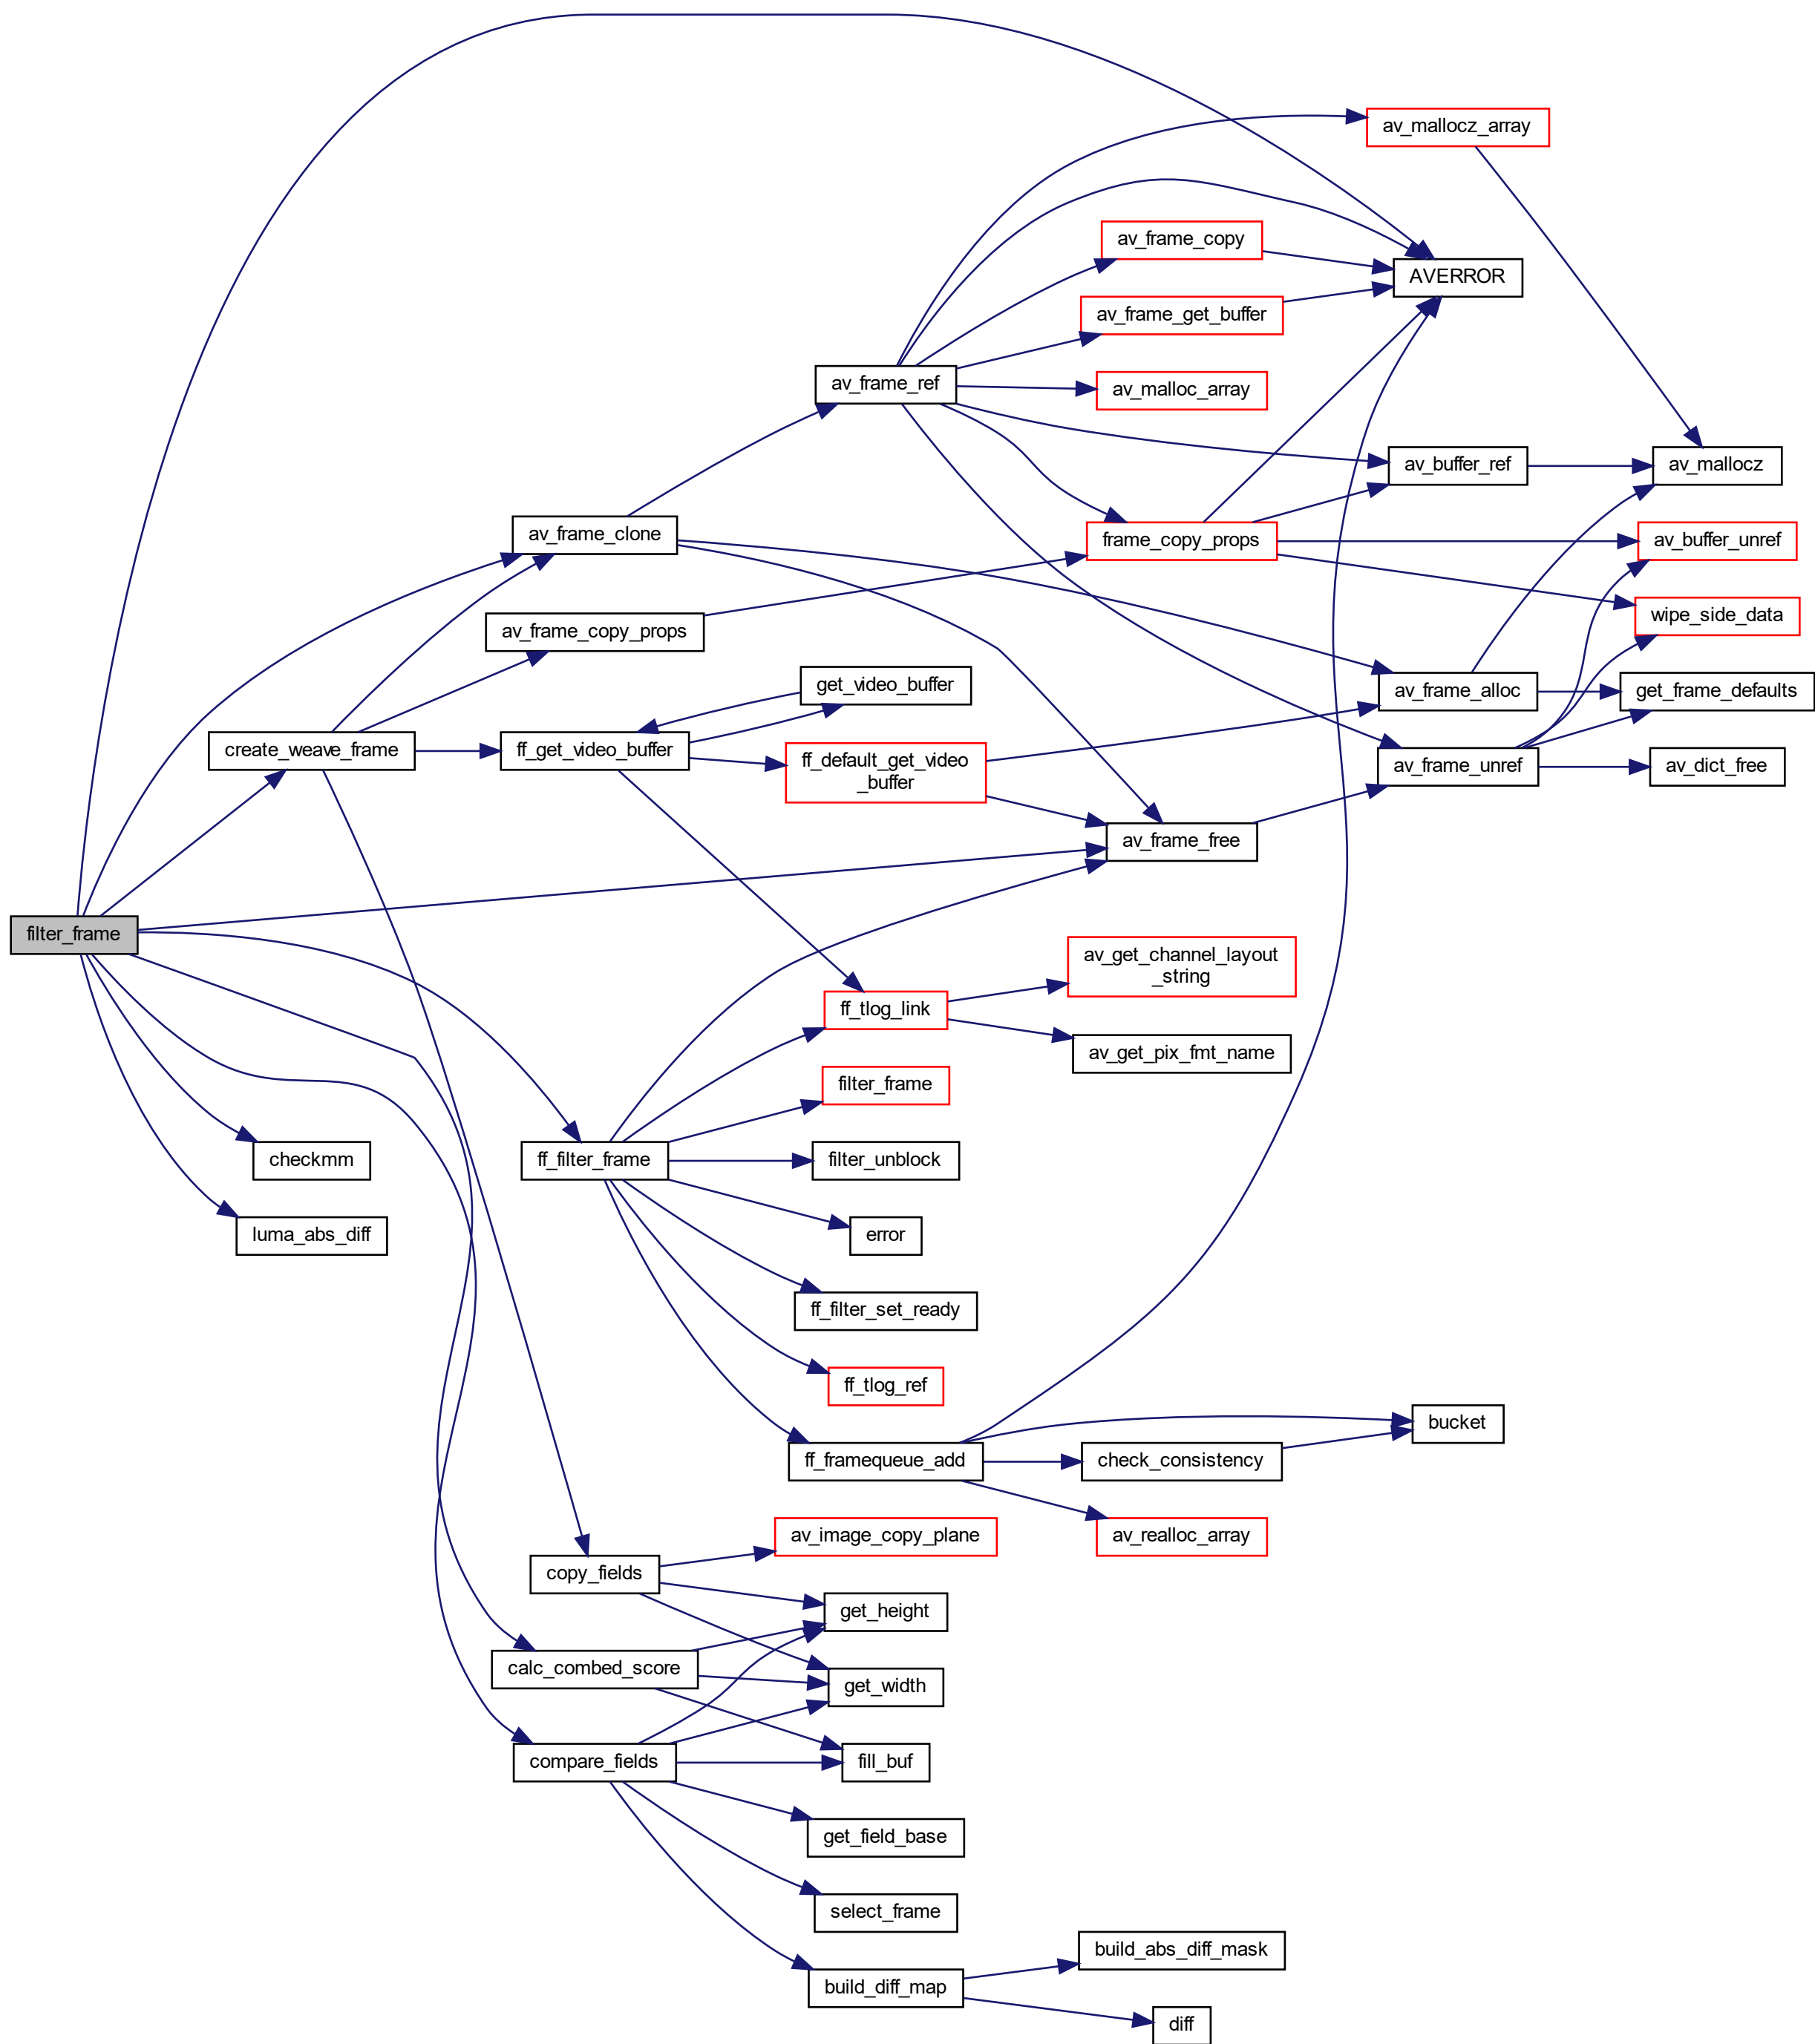 av_mallocz_array
av_frame_copy
AVERROR
av_frame_get_buffer
av_frame_ref
av_malloc_array
av_buffer_ref
av_mallocz
av_frame_clone
frame_copy_props
av_buffer_unref
av_frame_copy_props
wipe_side_data
get_video_buffer
av_frame_alloc
get_frame_defaults
create_weave_frame
ff_get_video_buffer
ff_default_get_video
_buffer
av_frame_unref
av_dict_free
av_frame_free
filter_frame
av_get_channel_layout
_string
ff_tlog_link
av_get_pix_fmt_name
filter_frame
checkmm
ff_filter_frame
filter_unblock
luma_abs_diff
error
ff_filter_set_ready
ff_tlog_ref
bucket
ff_framequeue_add
check_consistency
av_image_copy_plane
av_realloc_array
copy_fields
get_height
calc_combed_score
get_width
compare_fields
fill_buf
get_field_base
select_frame
build_abs_diff_mask
build_diff_map
diff